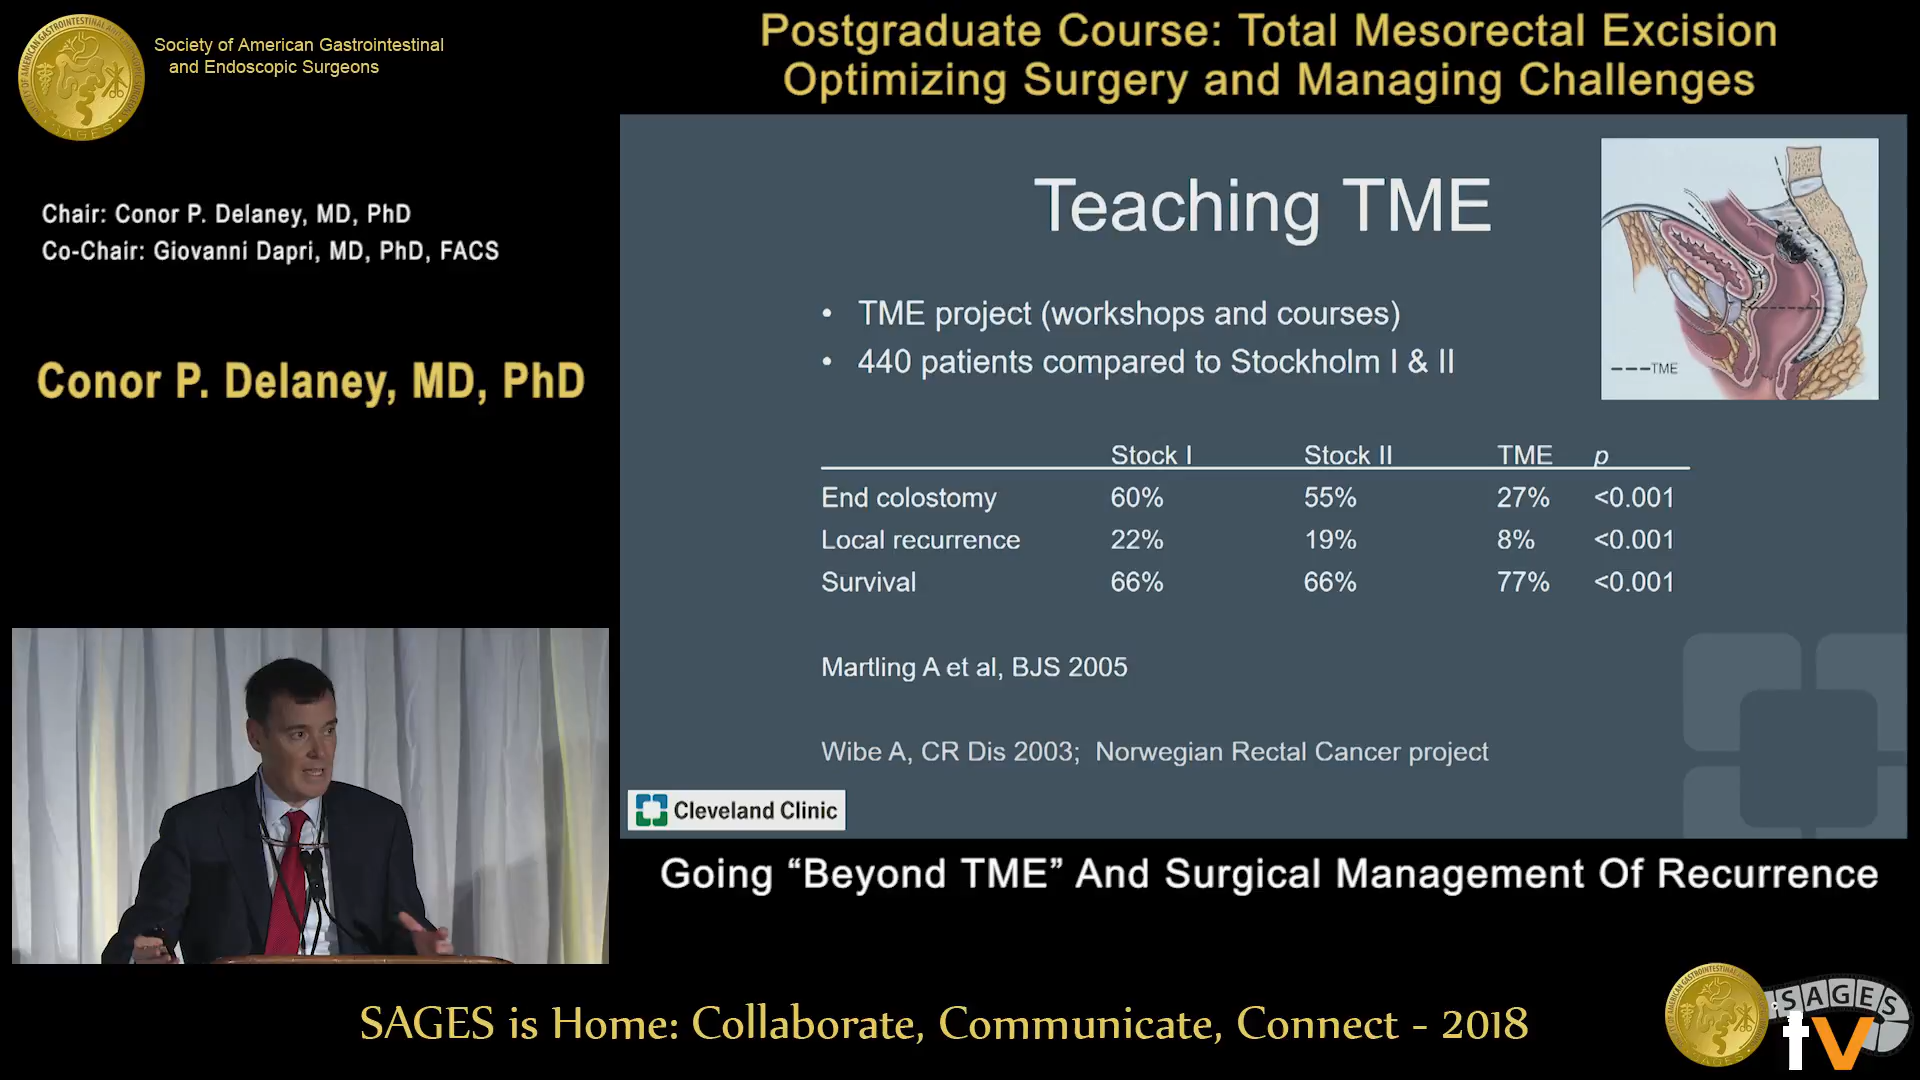 Society of American Gastrointestinal
and Endoscopic Surgeons
Postgraduate Course: Total Mesorectal Excision
Optimizing Surgery and Managing Challenges
Chair: Conor P. Delaney, MD, PhD
Co-Chair: Giovanni Dapri, MD, PhD, FACS
Conor P. Delaney, MD, PhD
Teaching TME
• TME project (workshops and courses)
• 440 patients compared to Stockholm I & II
---TME
Stock I Stock II TME p
End colostomy 60% 55% 27% <0.001
Local recurrence 22% 19% 8% <0.001
Survival 66% 66% 77% <0.001
Martling A et al, BJS 2005
Wibe A, CR Dis 2003; Norwegian Rectal Cancer project
Cleveland Clinic
Going “Beyond TME” And Surgical Management Of Recurrence
SAGES is Home: Collaborate, Communicate, Connect - 2018
SAGES
tv